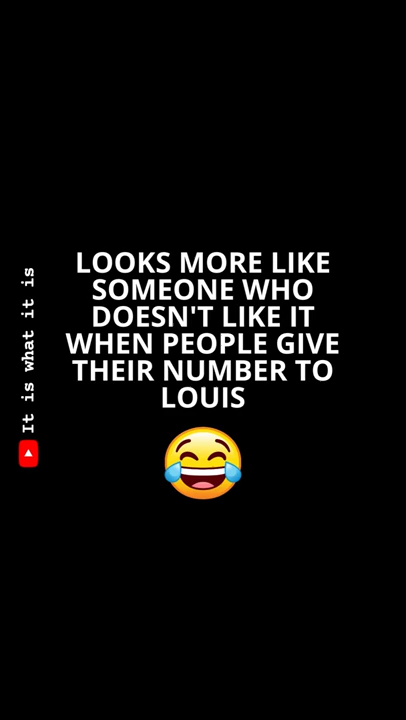 LOOKS MORE LIKE
SOMEONE WHO
DOESN'T LIKE IT
WHEN PEOPLE GIVE
THEIR NUMBER TO
LOUIS
It is what it is